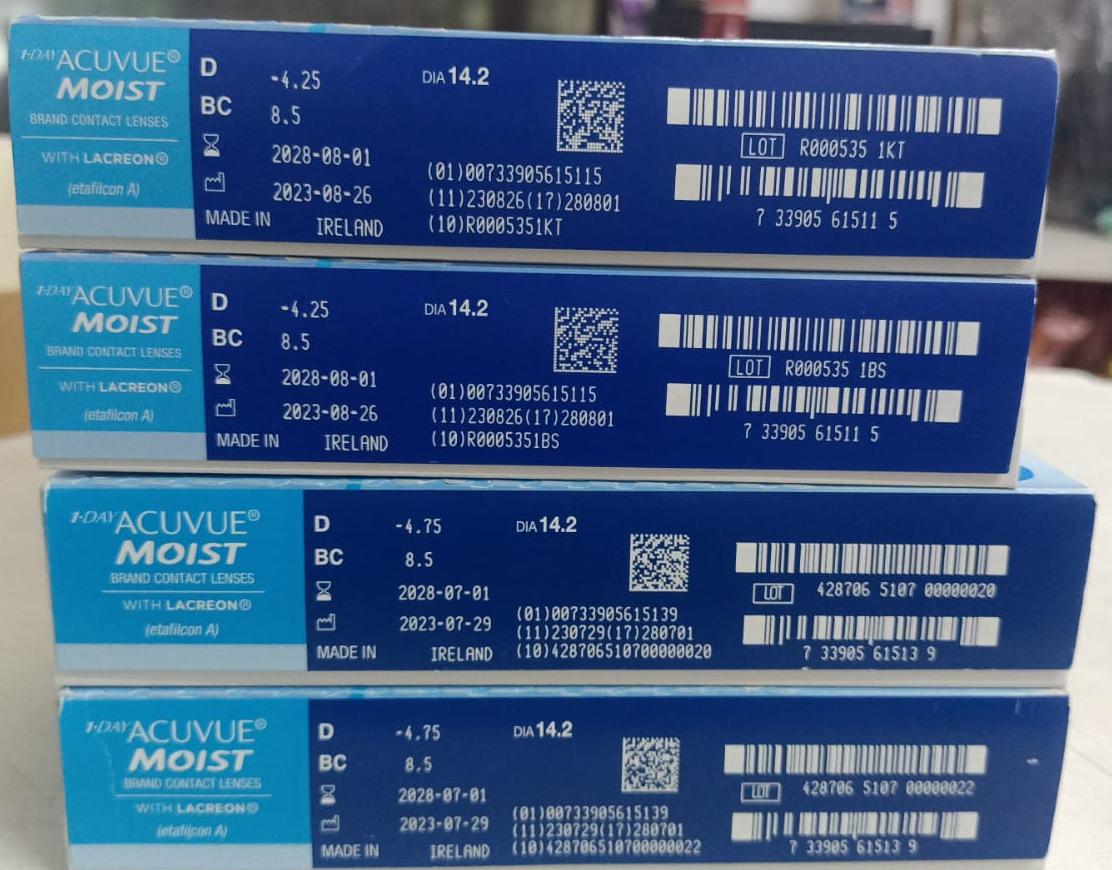 1-DAY ACUVUE®
MOIST
BRAND CONTACT LENSES
WITH LACREON®
(etafilcon A)
D -4.25 DIA 14.2
BC 8.5
2028-08-01
2023-08-26
MADE IN IRELAND
(01)00733905615115
(11)230826(17)280801
(10)R0005351KT
LOT R000535 1KT
7 33905 61511 5
1-DAY ACUVUE®
MOIST
BRAND CONTACT LENSES
WITH LACREON®
(etafilcon A)
D -4.25 DIA 14.2
BC 8.5
2028-08-01
2023-08-26
MADE IN IRELAND
(01)00733905615115
(11)230826(17)280801
(10)R0005351BS
LOT R000535 1BS
7 33905 61511 5
1-DAY ACUVUE®
MOIST
BRAND CONTACT LENSES
WITH LACREON®
(etafilcon A)
D -4.75 DIA 14.2
BC 8.5
2028-07-01
2023-07-29
MADE IN IRELAND
(01)00733905615139
(11)230729(17)280701
(10)428706510700000020
LOT 428706 5107 00000020
7 33905 61513 9
1-DAY ACUVUE®
MOIST
BRAND CONTACT LENSES
WITH LACREON®
(etafilcon A)
D -4.75 DIA 14.2
BC 8.5
2028-07-01
2023-07-29
MADE IN IRELAND
(01)00733905615139
(11)230729(17)280701
(10)428706510700000022
LOT 428706 5107 00000022
7 33905 61513 9